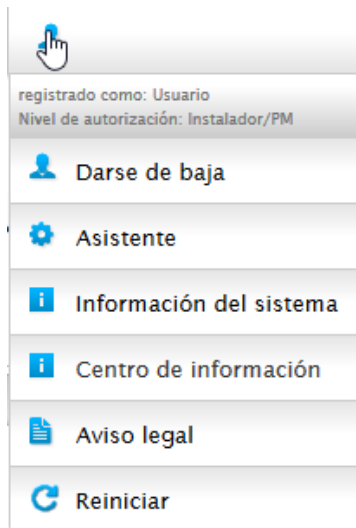 registrado como: Usuario
Nivel de autorización: Instalador/PM
Darse de baja
Asistente
Información del sistema
Centro de información
Aviso legal
Reiniciar